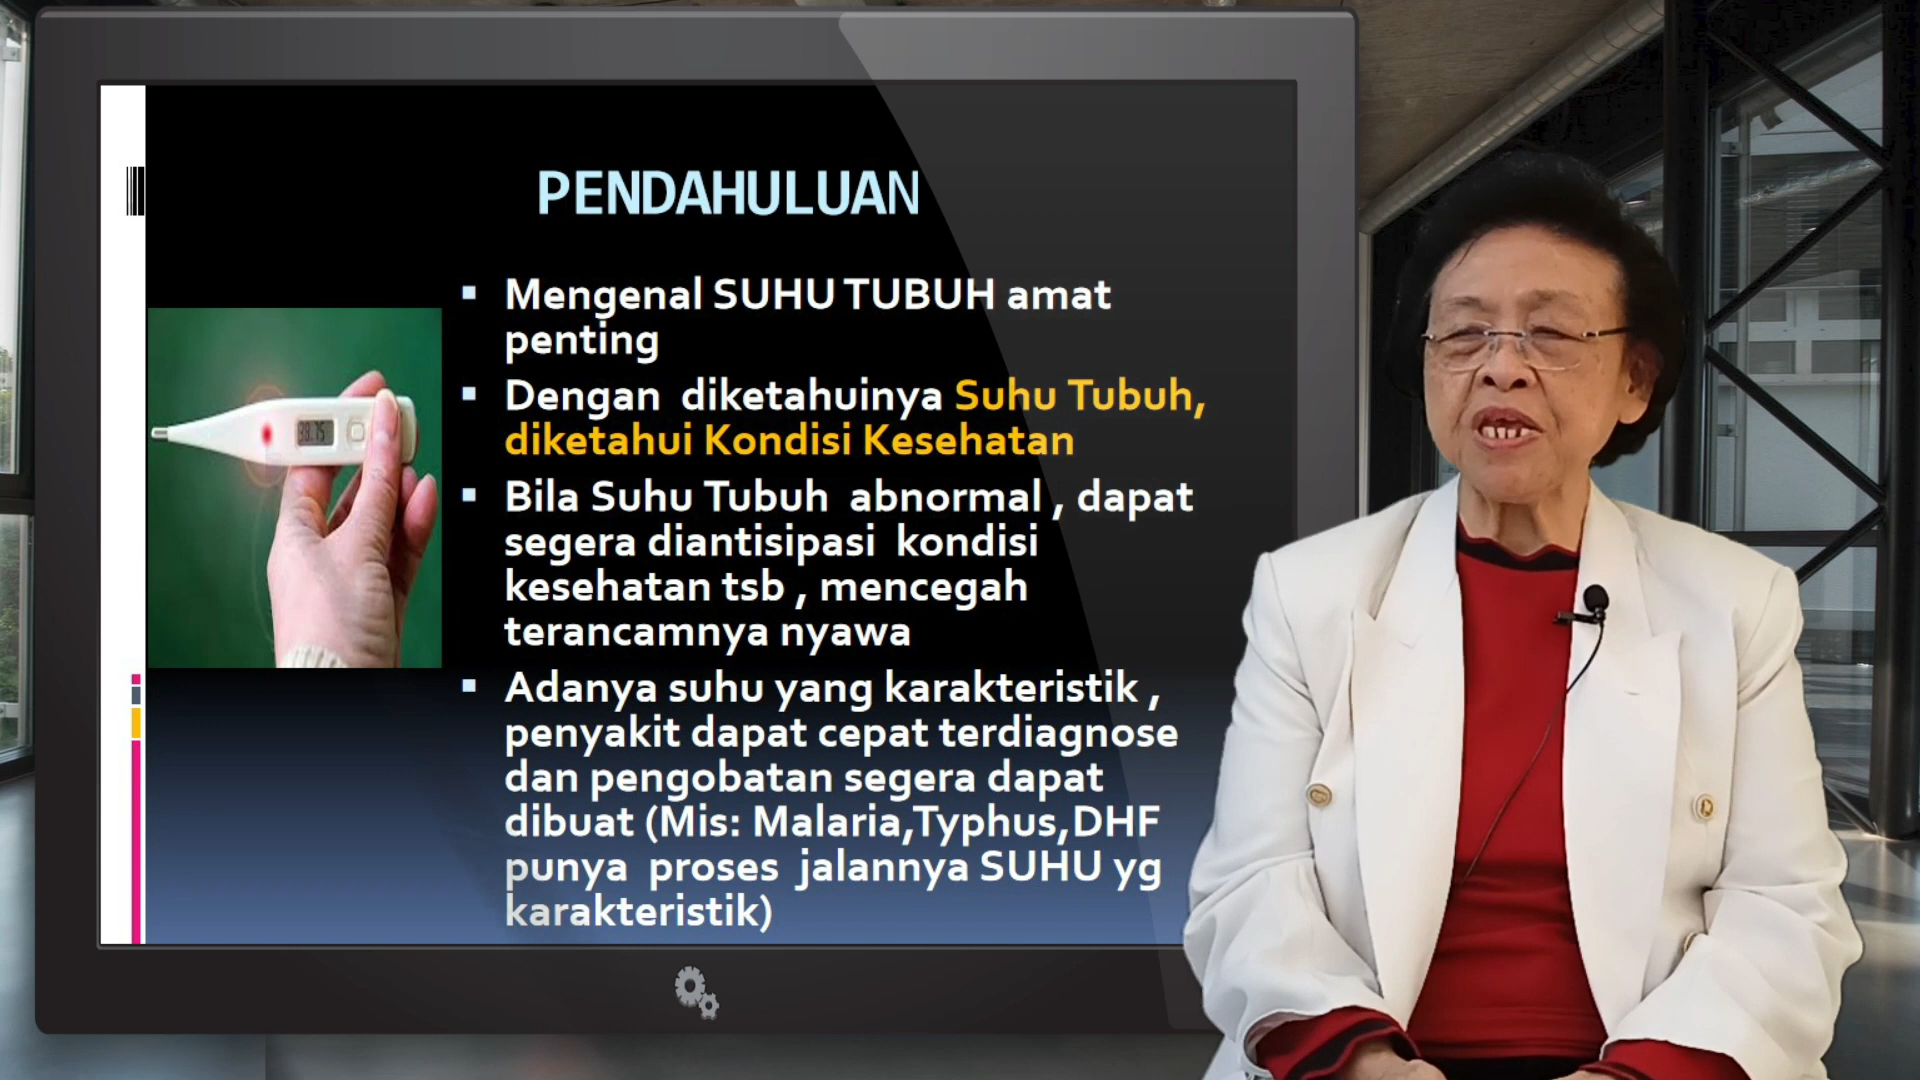 PENDAHULUAN
Mengenal SUHU TUBUH amat
penting
Dengan diketahuinya Suhu Tubuh,
diketahui Kondisi Kesehatan
Bila Suhu Tubuh abnormal , dapat
segera diantisipasi kondisi
kesehatan tsb , mencegah
terancamnya nyawa
Adanya suhu yang karakteristik ,
penyakit dapat cepat terdiagnose
dan pengobatan segera dapat
dibuat (Mis: Malaria,Typhus,DHF
punya proses jalannya SUHU yg
karakteristik)